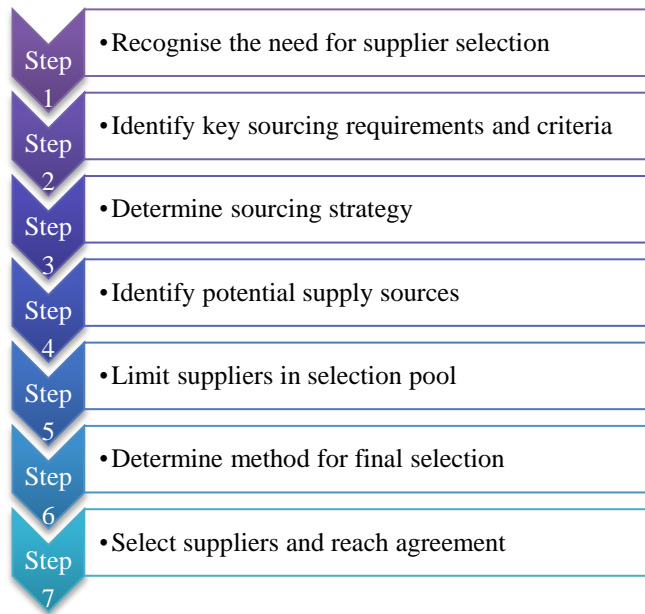 Step
1
•Recognise the need for supplier selection
Step
2
•Identify key sourcing requirements and criteria
Step
3
•Determine sourcing strategy
Step
4
•Identify potential supply sources
Step
5
•Limit suppliers in selection pool
Step
6
•Determine method for final selection
Step
7
•Select suppliers and reach agreement